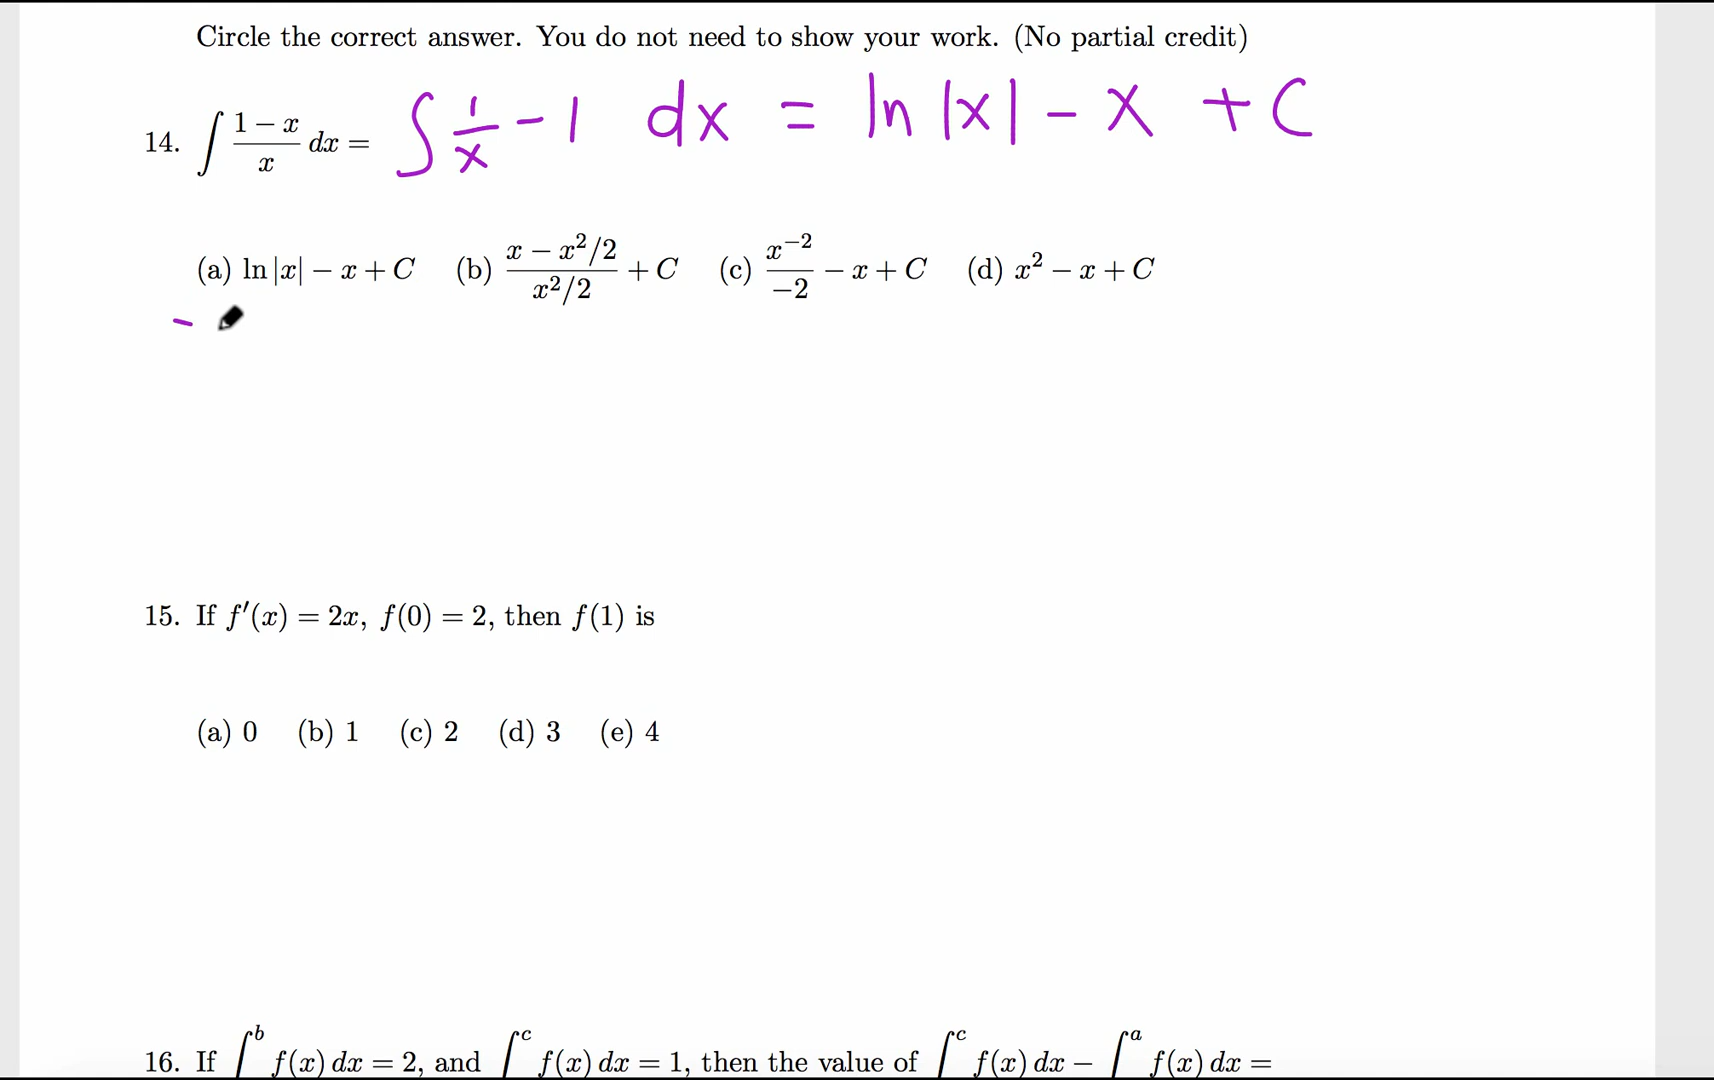 Circle the correct answer. You do not need to show your work. (No partial credit)
14. ∫ (1 − x)/x dx = ∫ 1/x − 1 dx = ln |x| − x + C
(a) ln |x| − x + C (b) (x − x²/2)/(x²/2) + C (c) x⁻²/−2 − x + C (d) x² − x + C
15. If f′(x) = 2x, f(0) = 2, then f(1) is
(a) 0 (b) 1 (c) 2 (d) 3 (e) 4
16. If ∫^b f(x) dx = 2, and ∫^c f(x) dx = 1, then the value of ∫^c f(x) dx − ∫^a f(x) dx =